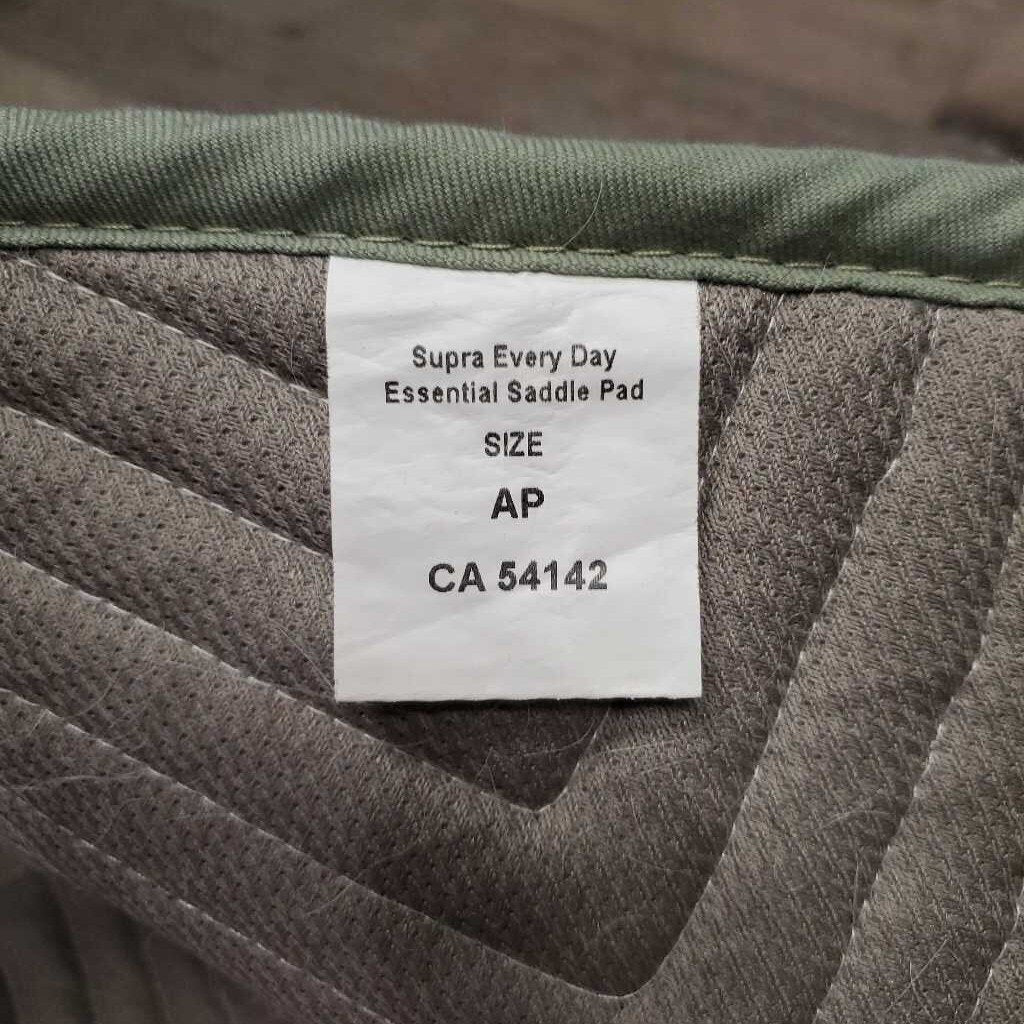 Supra Every Day
Essential Saddle Pad
SIZE
AP
CA 54142